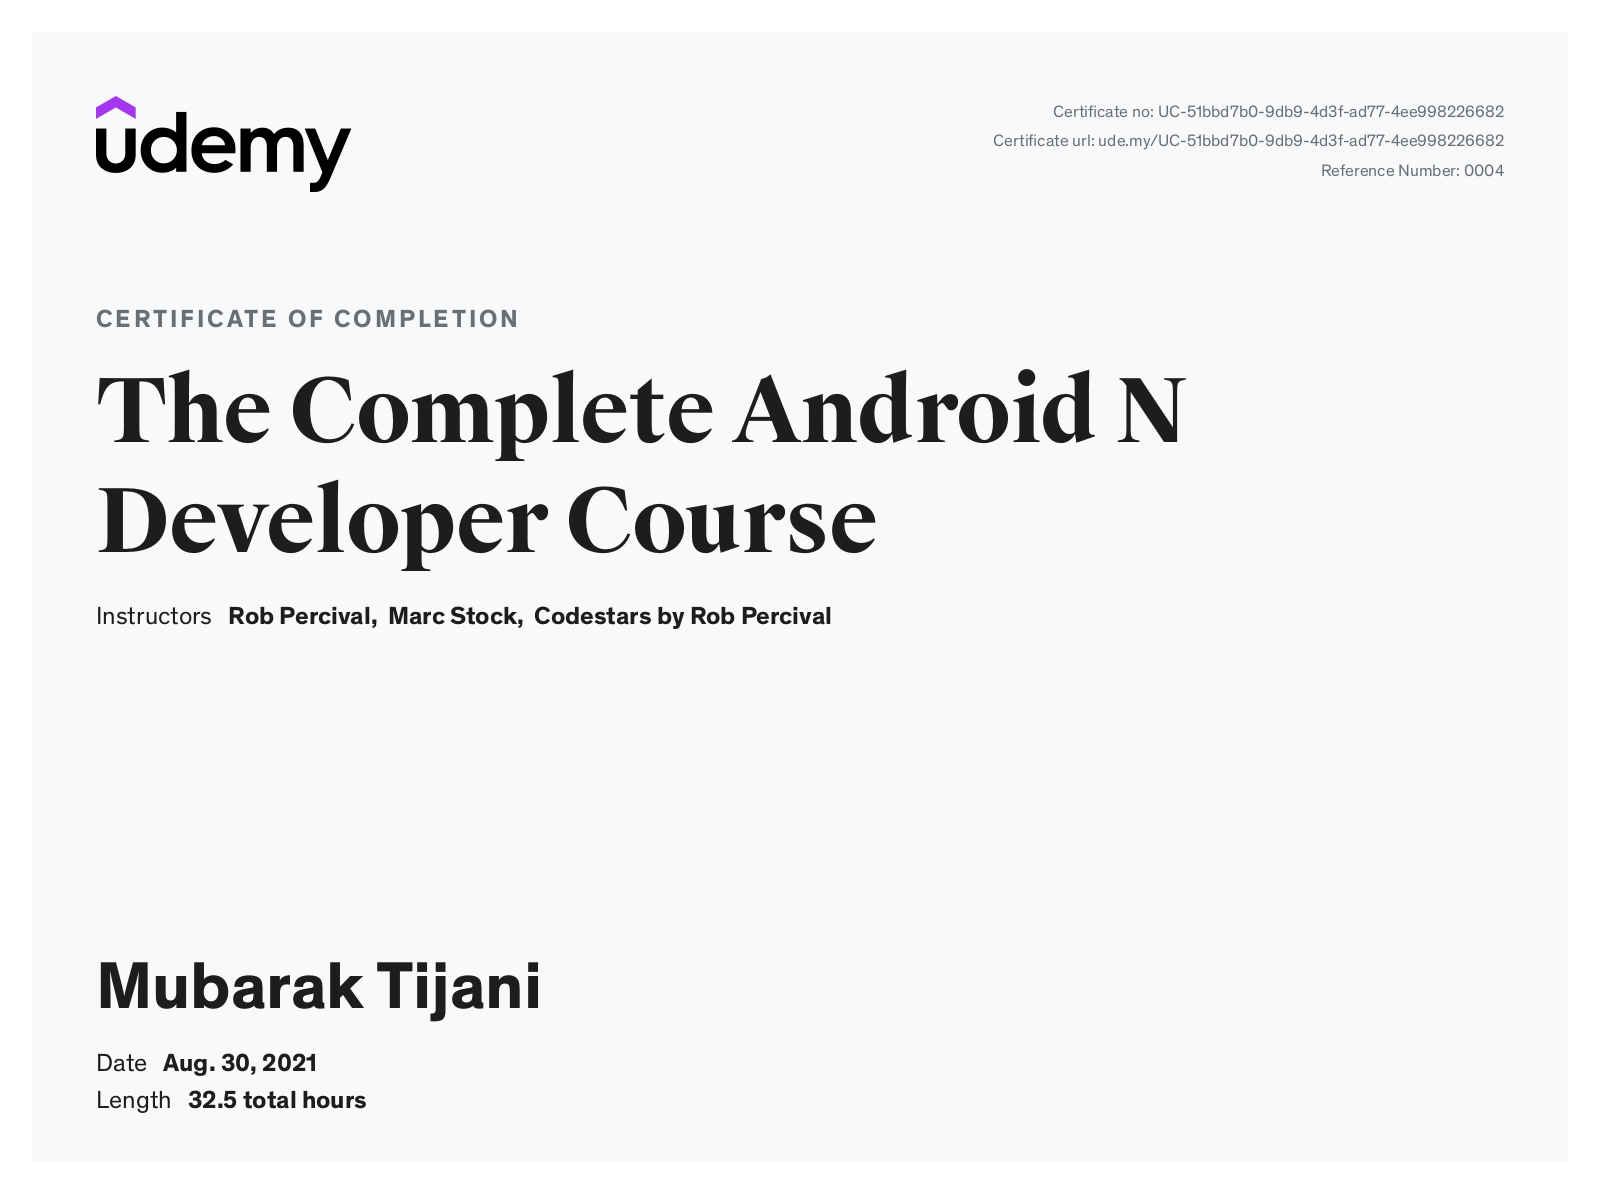 udemy
Certificate no: UC-51bbd7b0-9db9-4d3f-ad77-4ee998226682
Certificate url: ude.my/UC-51bbd7b0-9db9-4d3f-ad77-4ee998226682
Reference Number: 0004
CERTIFICATE OF COMPLETION
The Complete Android N
Developer Course
Instructors Rob Percival, Marc Stock, Codestars by Rob Percival
Mubarak Tijani
Date Aug. 30, 2021
Length 32.5 total hours